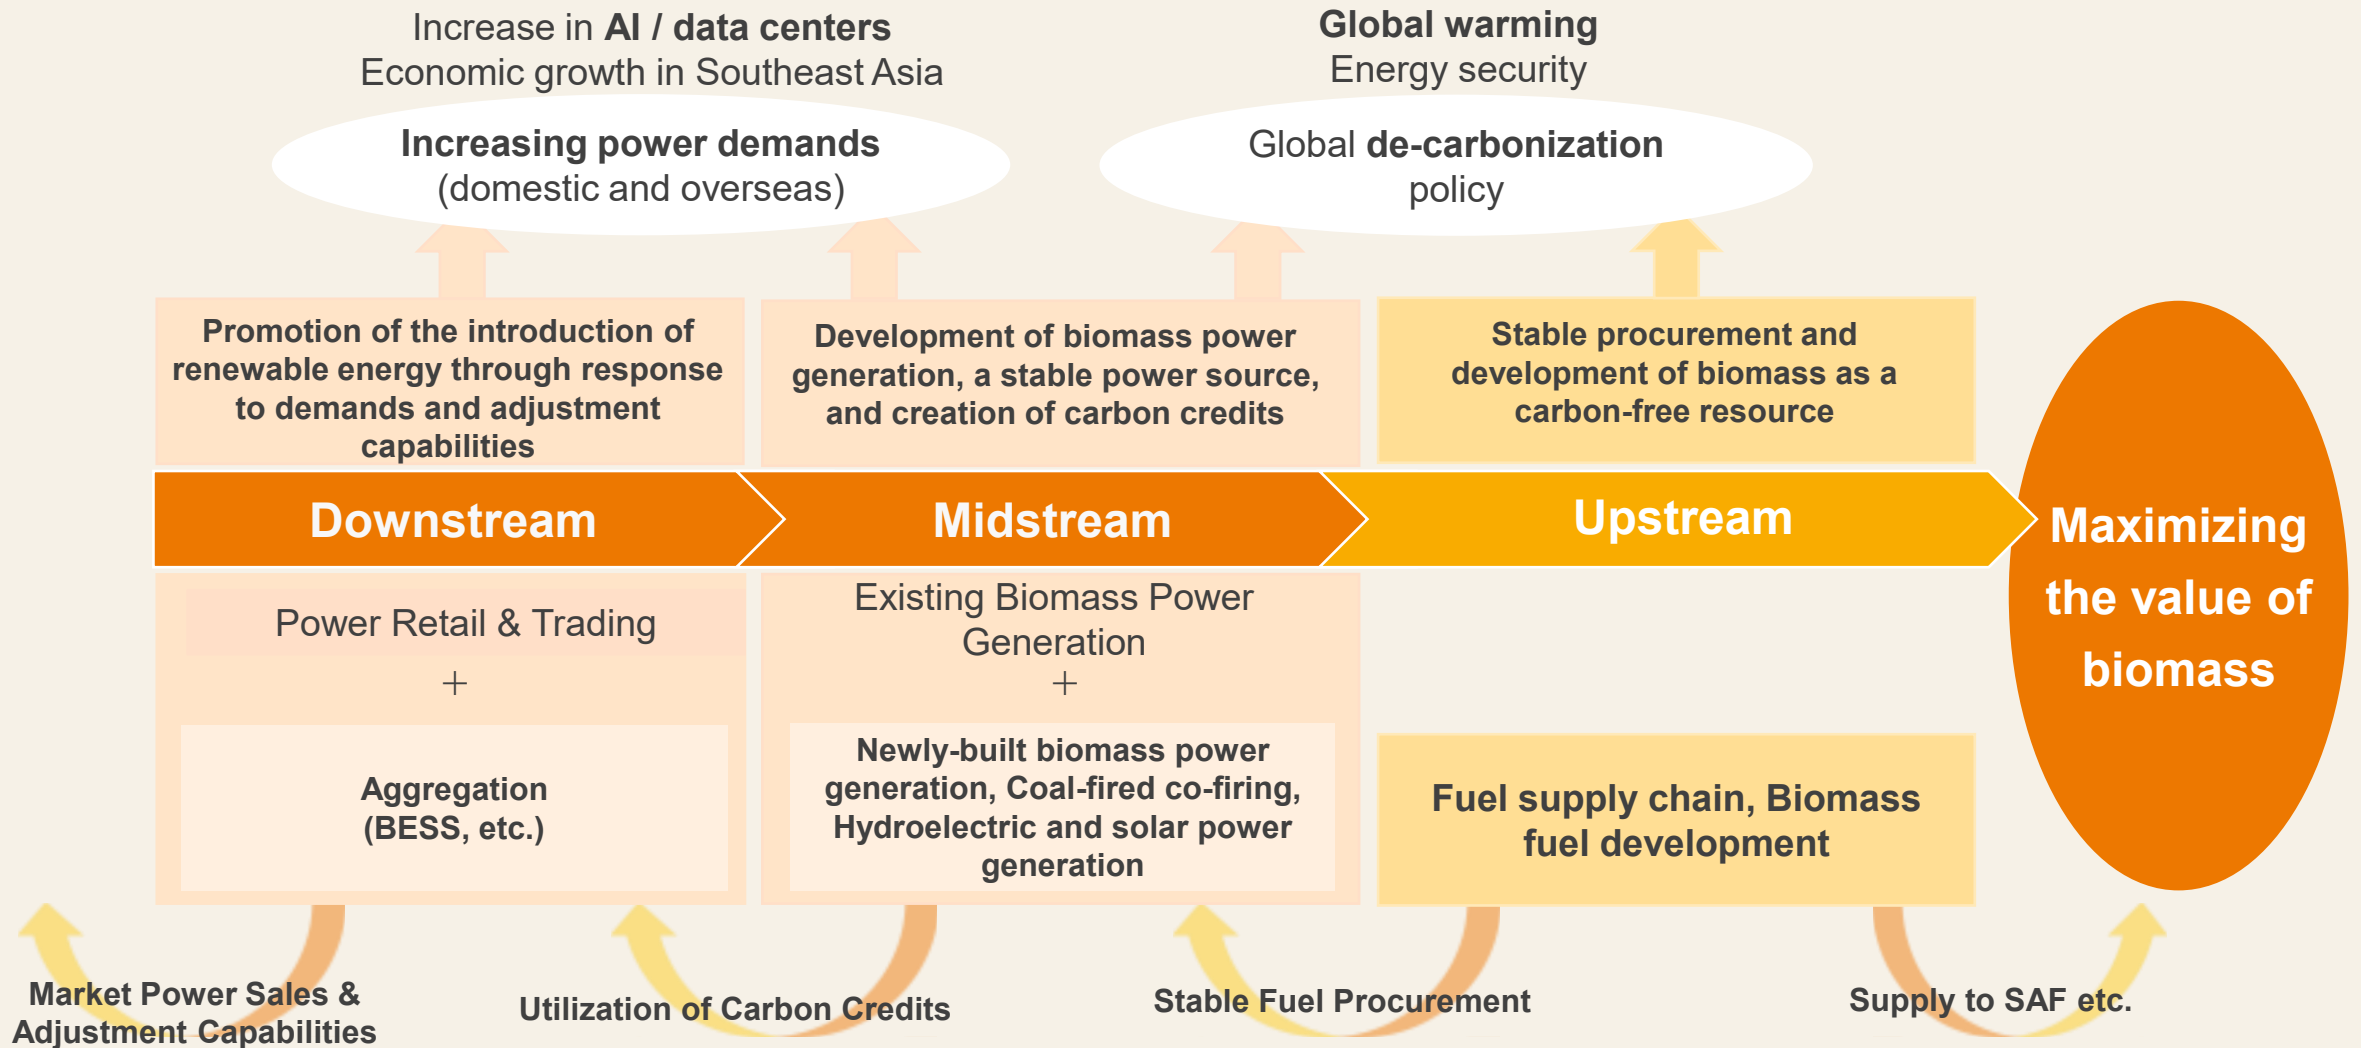 Increase in AI / data centers
Economic growth in Southeast Asia
Increasing power demands
(domestic and overseas)
Global warming
Energy security
Global de-carbonization
policy
Promotion of the introduction of
renewable energy through response
to demands and adjustment
capabilities
Development of biomass power
generation, a stable power source,
and creation of carbon credits
Stable procurement and
development of biomass as a
carbon-free resource
Downstream
Midstream
Upstream
Maximizing
the value of
biomass
Power Retail & Trading
+
Aggregation
(BESS, etc.)
Existing Biomass Power
Generation
+
Newly-built biomass power
generation, Coal-fired co-firing,
Hydroelectric and solar power
generation
Fuel supply chain, Biomass
fuel development
Market Power Sales &
Adjustment Capabilities
Utilization of Carbon Credits
Stable Fuel Procurement
Supply to SAF etc.